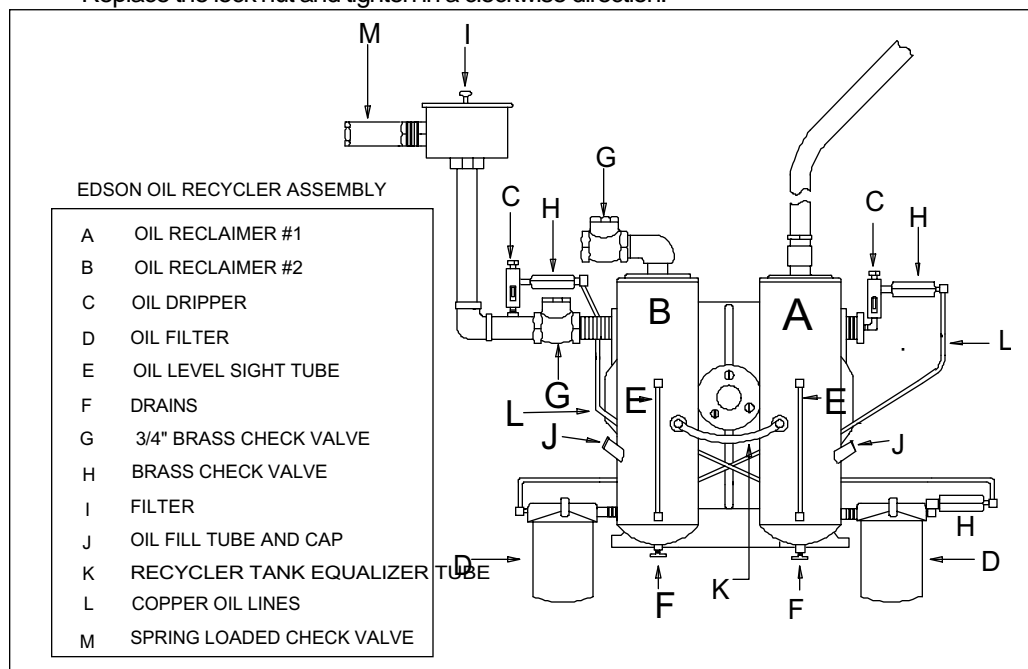 Replace the lock nut and tighten in a clockwise direction.
M
I
G
C
H
C
H
EDSON OIL RECYCLER ASSEMBLY
A OIL RECLAIMER #1
B OIL RECLAIMER #2
C OIL DRIPPER
D OIL FILTER
E OIL LEVEL SIGHT TUBE
F DRAINS
G 3/4" BRASS CHECK VALVE
H BRASS CHECK VALVE
I FILTER
J OIL FILL TUBE AND CAP
K RECYCLER TANK EQUALIZER TUBE
L COPPER OIL LINES
M SPRING LOADED CHECK VALVE
B
A
L
G
E
E
L
J
J
H
D
D
K
F
F